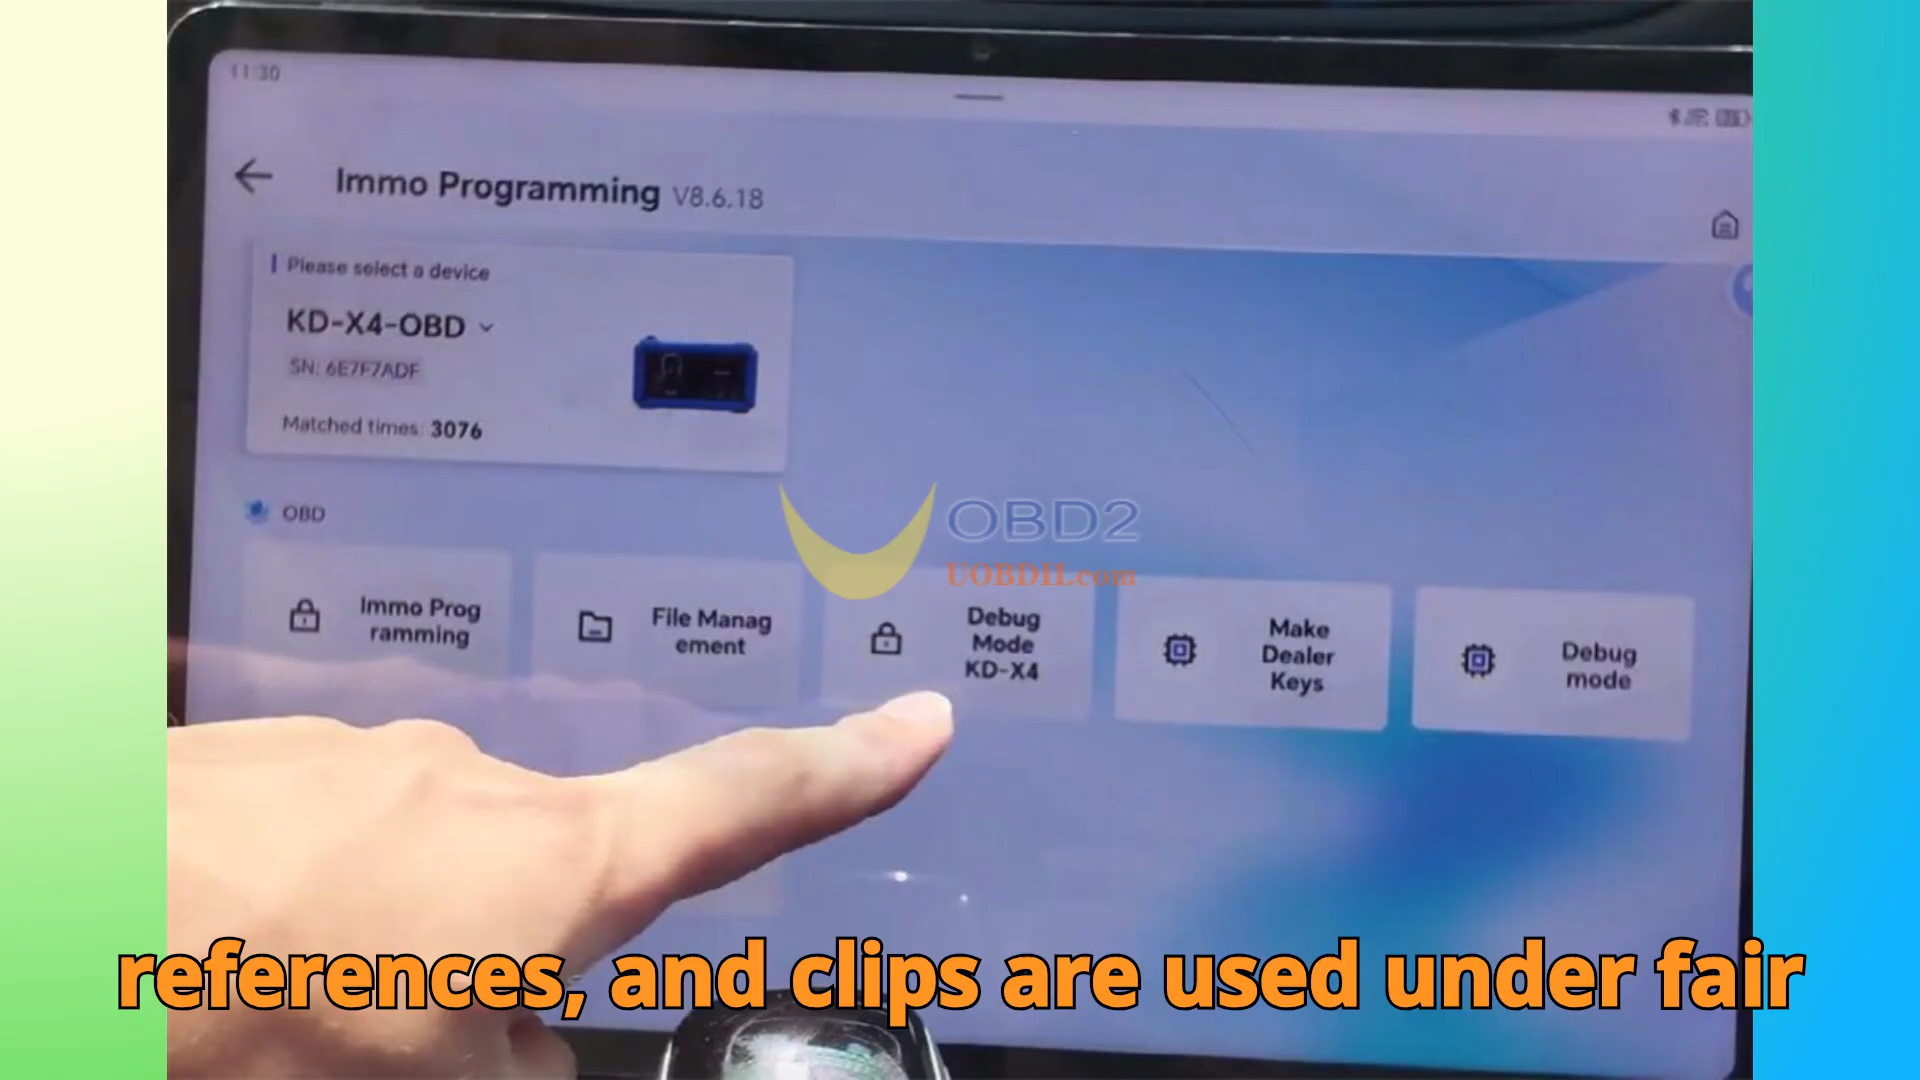 11:30
Immo Programming V8.6.18
Please select a device
KD-X4-OBD
SN: 6E7F7ADF
Matched times: 3076
OBD
OBD2
UOBDII.com
Immo Prog
ramming
File Manag
ement
Debug
Mode
KD-X4
Make
Dealer
Keys
Debug
mode
references, and clips are used under fair